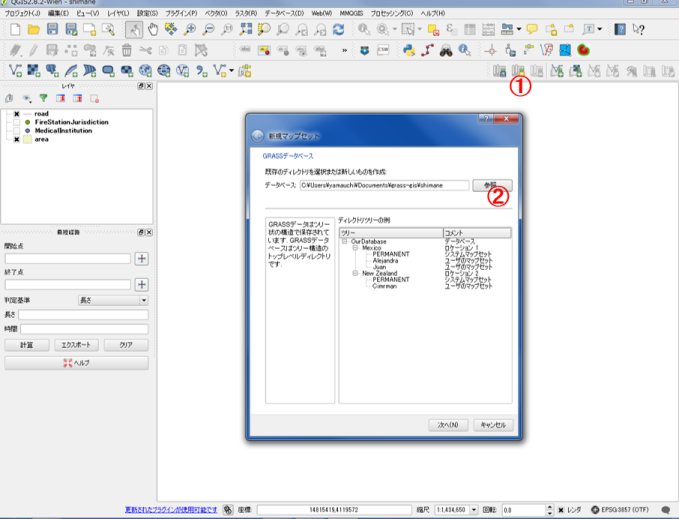 QGIS2.8.2-Wien - shimane
プロジェクト(J) 編集(E) ビュー(V) レイヤ(L) 設定(S) プラグイン(P) ベクタ(O) ラスタ(R) データベース(D) Web(W) MMQGIS プロセッシング(C) ヘルプ(H)
CSW
①
レイヤ
road
FireStationJurisdiction
MedicalInstitution
area
最短経路
開始点
終了点
判定基準 長さ
長さ
時間
計算 エクスポート クリア
ヘルプ
新規マップセット
GRASSデータベース
既存のディレクトリを選択または新しいものを作成:
データベース: C:¥Users¥yamauchi¥Documents¥grass-gis¥shimane 参照
②
GRASSデータはツリー
状の構造で保存されて
います. GRASSデータ
ベースはツリー構造の
トップレベルディレクトリ
です.
ディレクトリツリーの例
ツリー コメント
OurDatabase データベース
Mexico ロケーション 1
PERMANENT システムマップセット
Alejandra ユーザのマップセット
Juan ユーザのマップセット
New Zealand ロケーション 2
PERMANENT システムマップセット
Cimrman ユーザのマップセット
次へ(N) キャンセル
更新されたプラグインが使用可能です 座標: 14815419,4119572 縮尺 1:1,434,650 回転: 0.0 レンダ EPSG:3857 (OTF)